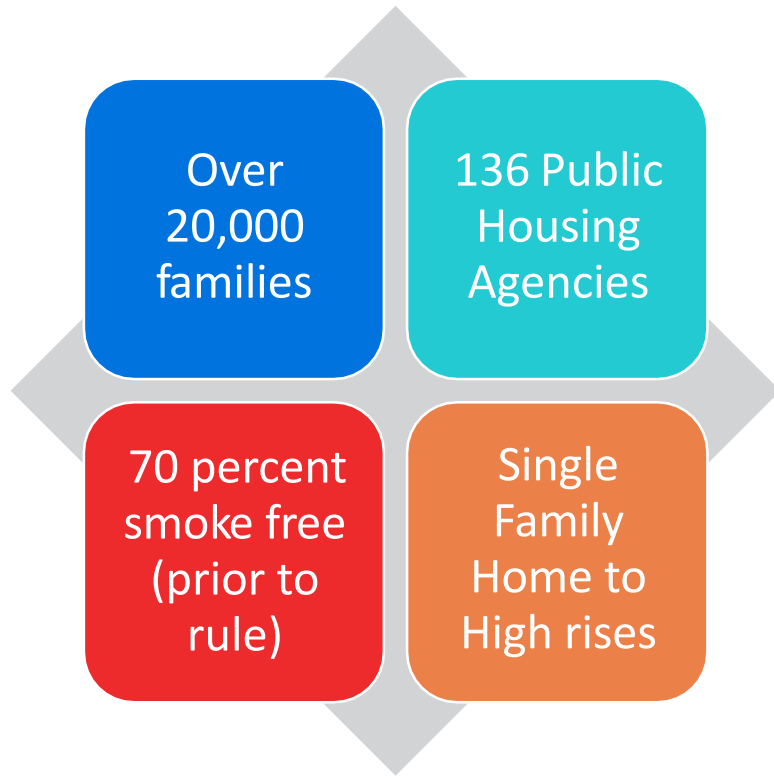 Over
20,000
families
136 Public
Housing
Agencies
70 percent
smoke free
(prior to
rule)
Single
Family
Home to
High rises